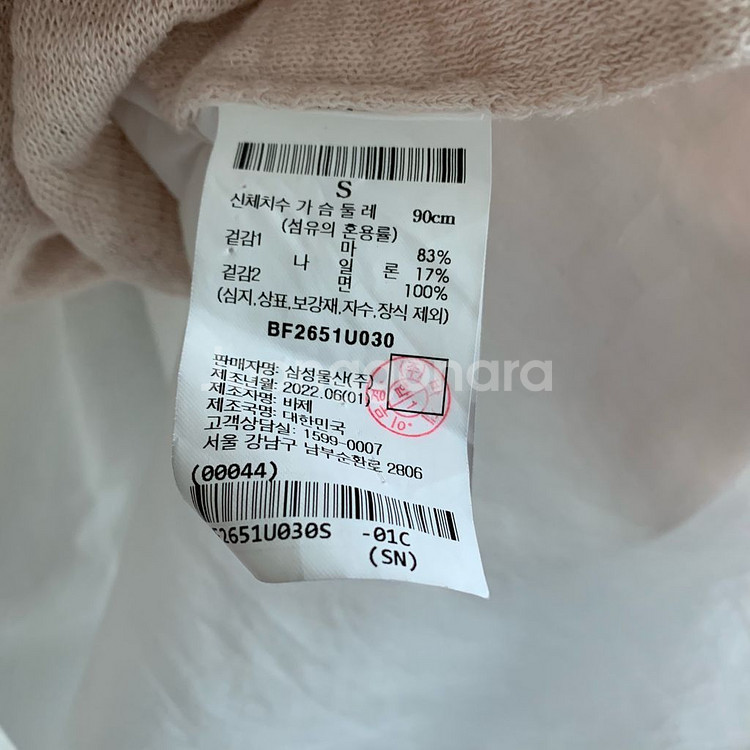 S
신체치수 가 슴 둘 레 90cm
(섬유의 혼용률)
겉감1 마 83%
나 일 론 17%
겉감2 면 100%
(심지,상표,보강재,자수,장식 제외)
BF2651U030
판매자명: 삼성물산(주)
제조년월: 2022.06(01)
제조자명: 바제
제조국명: 대한민국
고객상담실: 1599-0007
서울 강남구 남부순환로 2806
(00044)
2651U030S -01C
(SN)